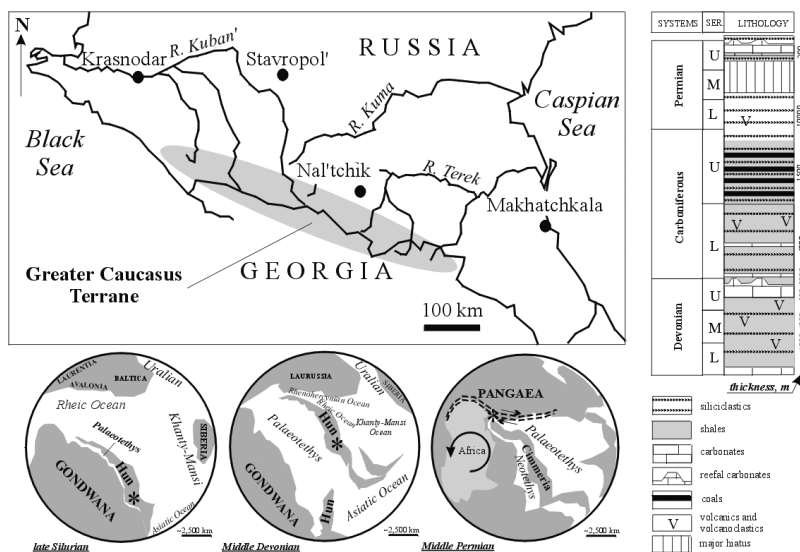 N
Krasnodar
R. Kuban'
Stavropol'
RUSSIA
R. Kuma
Caspian
Sea
Black
Sea
Nal'tchik
R. Terek
Makhatchkala
Greater Caucasus
Terrane
GEORGIA
100 km
SYSTEMS
SER.
LITHOLOGY
Permian
U
M
L
V
Carboniferous
U
L
V
V
Devonian
U
M
L
V
V
V
thickness, m
siliciclastics
shales
carbonates
reefal carbonates
coals
V
volcanics and
volcanoclastics
major hiatus
LAURENTIA
AVALONIA
BALTICA
Uralian
Rheic Ocean
Khanty-Mansi
SIBERIA
Palaeotethys
Hun
*
GONDWANA
Asiatic Ocean
late Silurian
~2,500 km
LAURUSSIA
Uralian
SIBERIA
Rhenohercynian Ocean
Rheic Ocean
Khanty-Mansi
Ocean
Hun
*
Palaeotethys
GONDWANA
Hun
Asiatic Ocean
Middle Devonian
~2,500 km
PANGAEA
*
Africa
Palaeotethys
Cimmeria
Neotethys
Middle Permian
~2,500 km